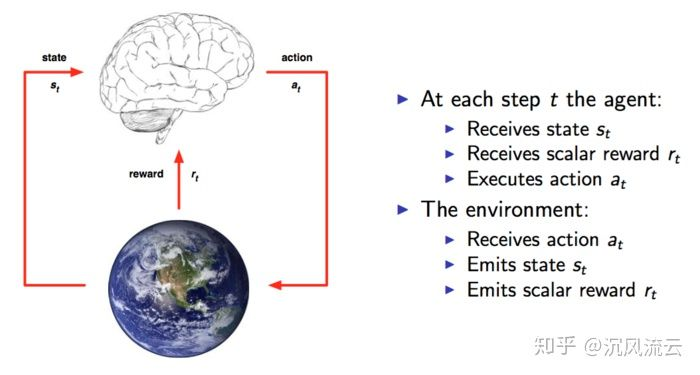 state
s_t
action
a_t
reward
r_t
▶ At each step t the agent:
▶ Receives state s_t
▶ Receives scalar reward r_t
▶ Executes action a_t
▶ The environment:
▶ Receives action a_t
▶ Emits state s_t
▶ Emits scalar reward r_t
知乎 @沉风流云